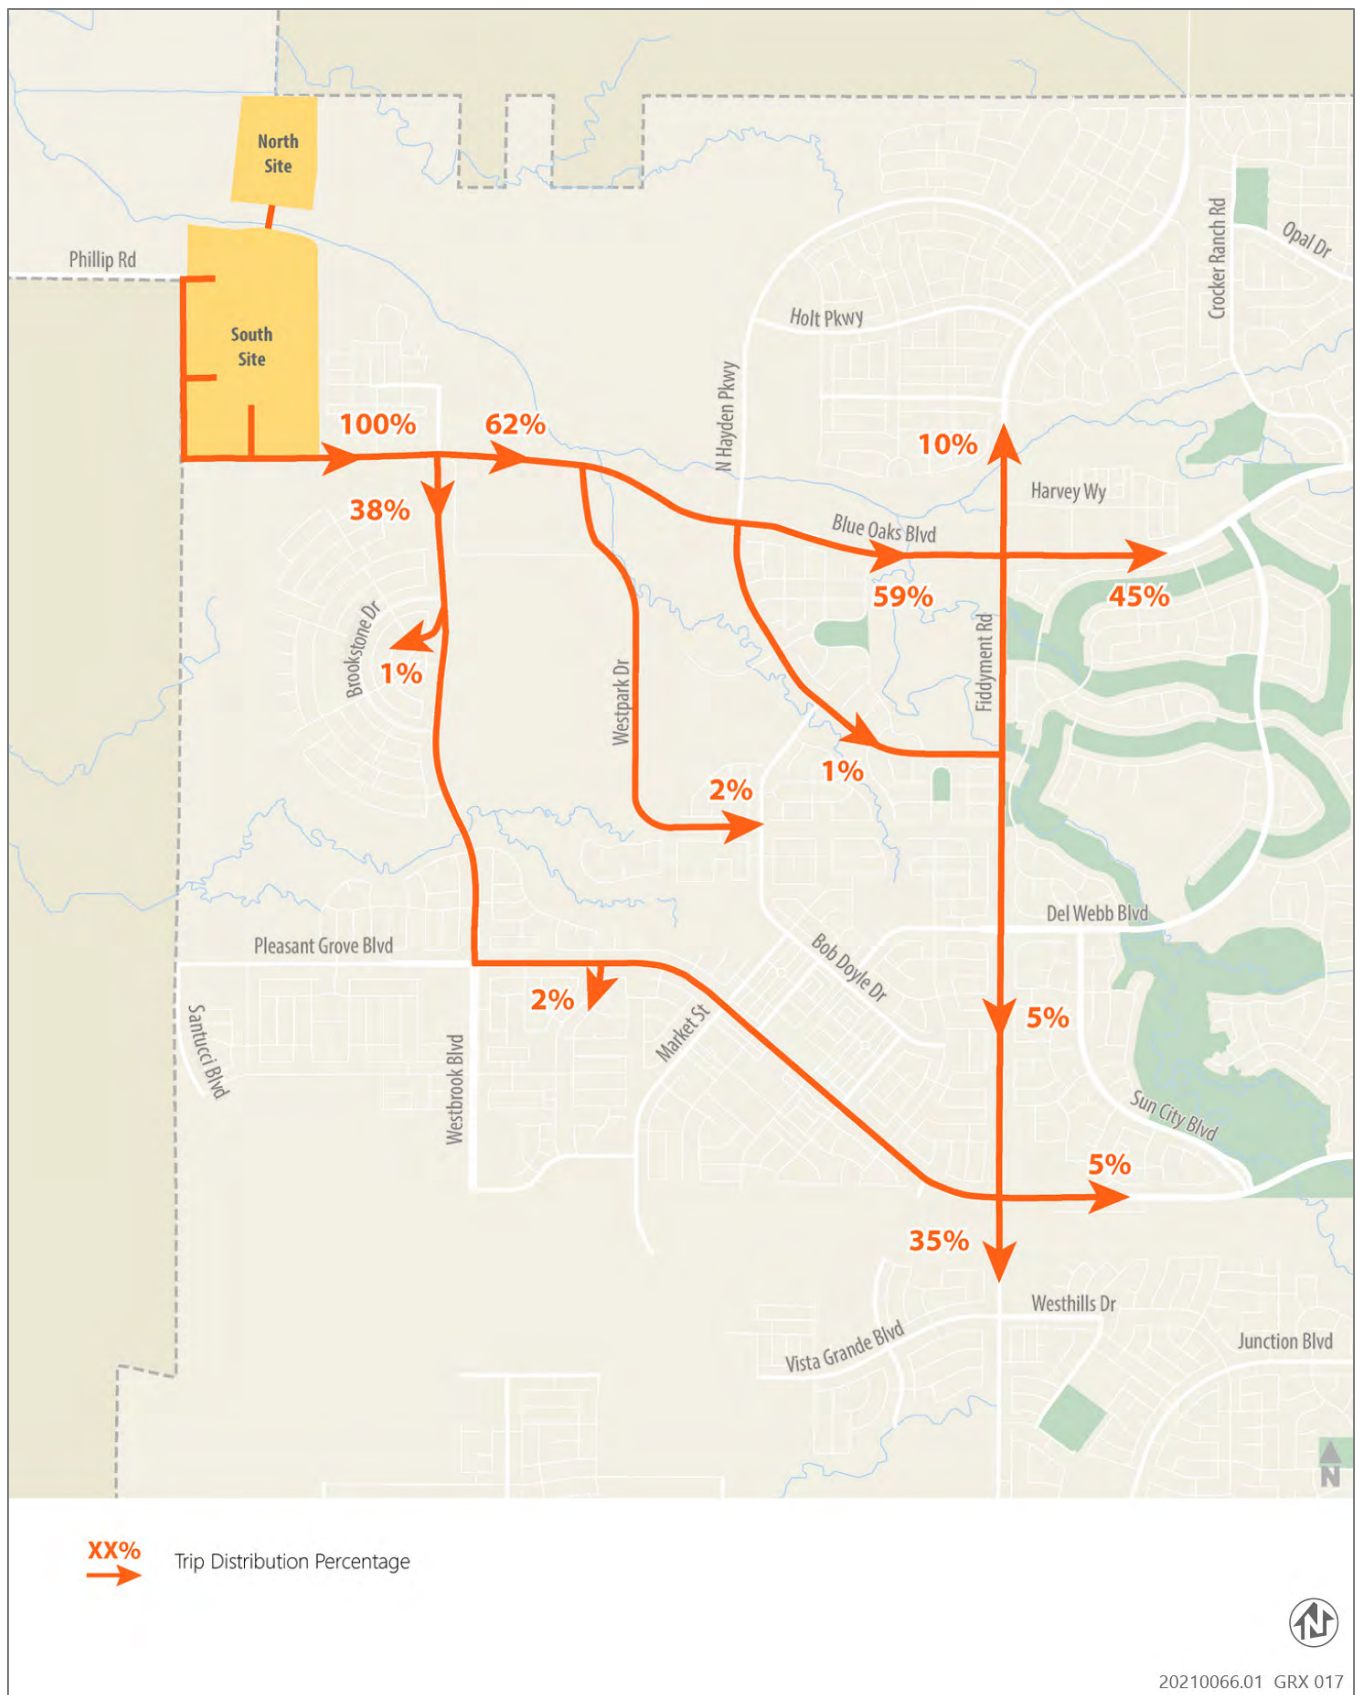 North
Site
Phillip Rd
South
Site
Crocker Ranch Rd
Opal Dr
Holt Pkwy
N Hayden Pkwy
100%
62%
10%
38%
Harvey Wy
Blue Oaks Blvd
59%
45%
Brookstone Dr
1%
Westpark Dr
Fiddyment Rd
1%
2%
Del Webb Blvd
Pleasant Grove Blvd
Bob Doyle Dr
2%
Santucci Blvd
Market St
5%
Westbrook Blvd
Sun City Blvd
5%
35%
Westhills Dr
Vista Grande Blvd
Junction Blvd
N
XX%
Trip Distribution Percentage
N
20210066.01 GRX 017